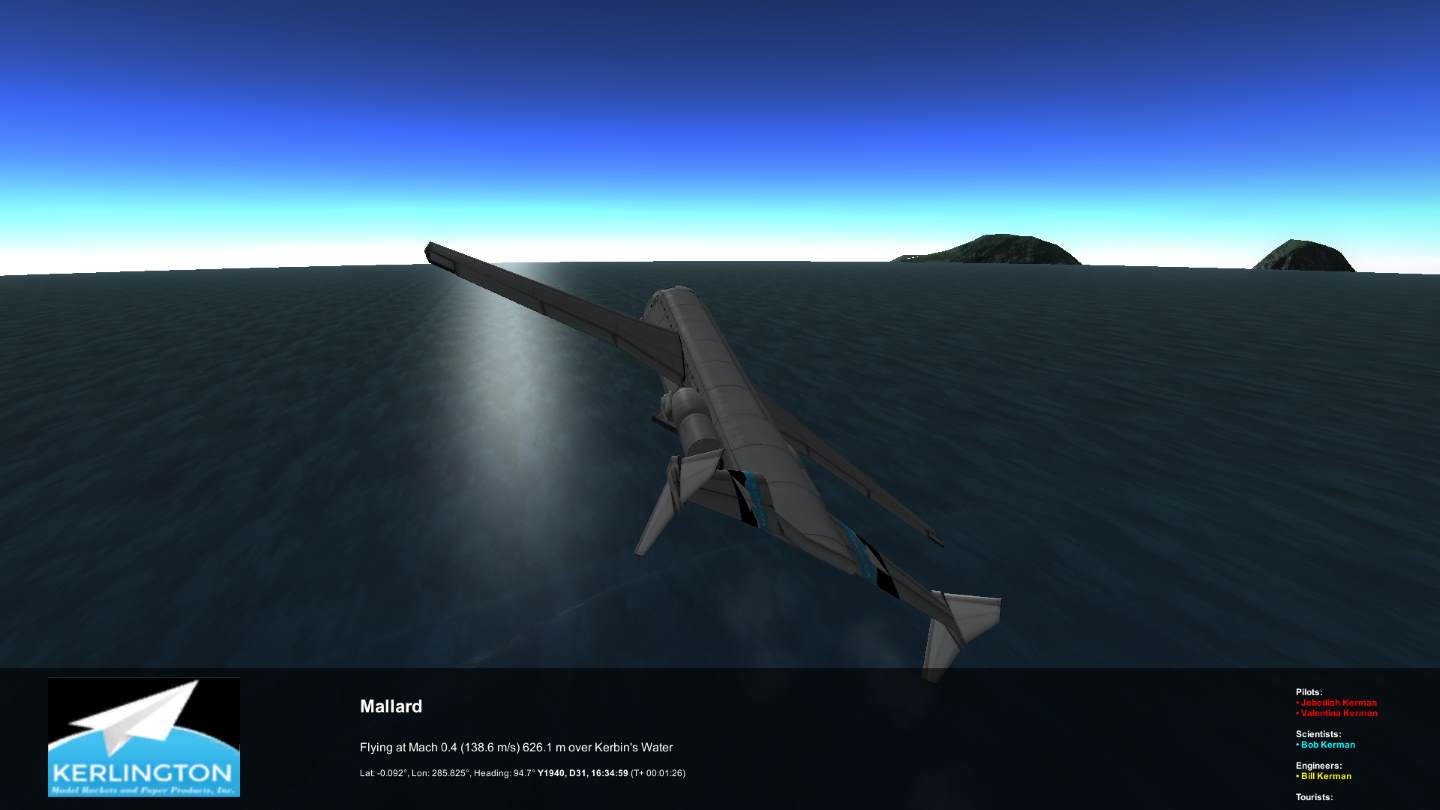 KERLINGTON
Model Rockets and Paper Products, Inc.
Mallard
Flying at Mach 0.4 (138.6 m/s) 626.1 m over Kerbin's Water
Lat: -0.092°, Lon: 285.825°, Heading: 94.7° Y1940, D31, 16:34:59 (T+ 00:01:26)
Pilots:
• Jebediah Kerman
• Valentina Kerman
Scientists:
• Bob Kerman
Engineers:
• Bill Kerman
Tourists: